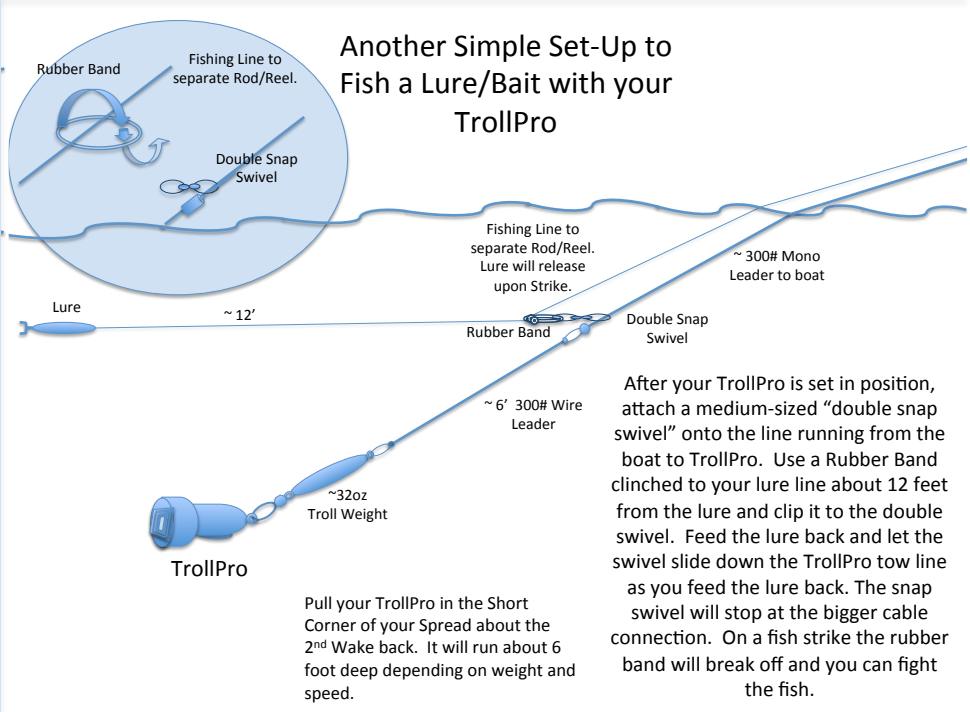 Another Simple Set-Up to
Fish a Lure/Bait with your
TrollPro
Rubber Band
Fishing Line to
separate Rod/Reel.
Double Snap
Swivel
Fishing Line to
separate Rod/Reel.
Lure will release
upon Strike.
~ 300# Mono
Leader to boat
Lure
~ 12’
Rubber Band
Double Snap
Swivel
~ 6’ 300# Wire
Leader
~32oz
Troll Weight
TrollPro
After your TrollPro is set in position,
attach a medium-sized “double snap
swivel” onto the line running from the
boat to TrollPro. Use a Rubber Band
clinched to your lure line about 12 feet
from the lure and clip it to the double
swivel. Feed the lure back and let the
swivel slide down the TrollPro tow line
as you feed the lure back. The snap
swivel will stop at the bigger cable
connection. On a fish strike the rubber
band will break off and you can fight
the fish.
Pull your TrollPro in the Short
Corner of your Spread about the
2nd Wake back. It will run about 6
foot deep depending on weight and
speed.